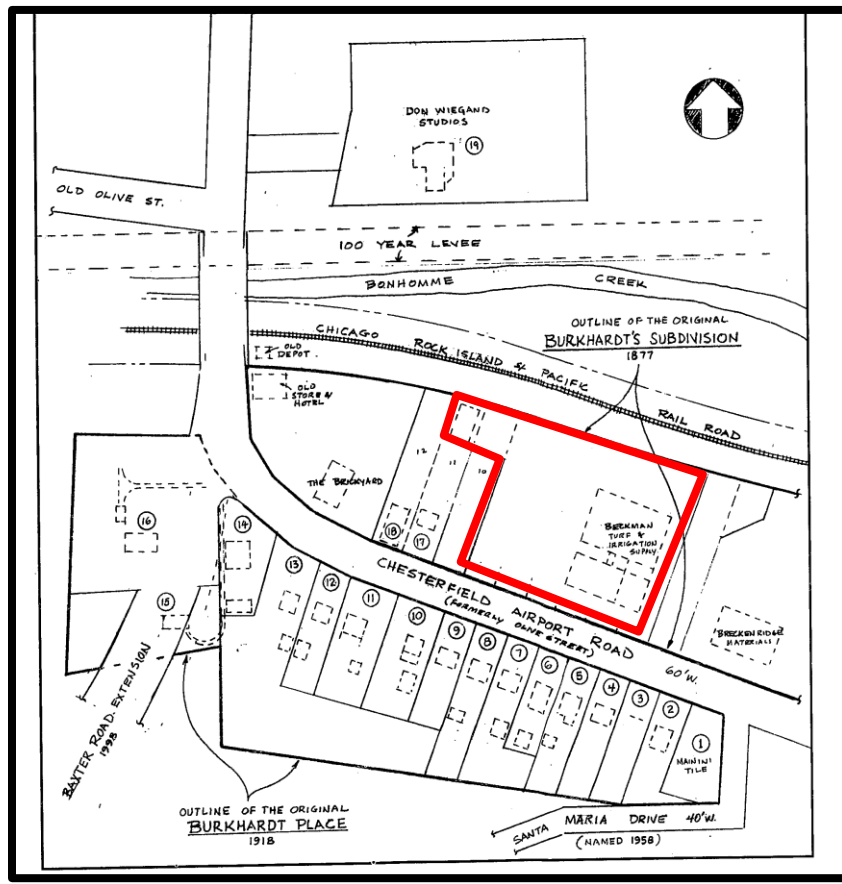 DON WIEGAND
STUDIOS
19
OLD OLIVE ST.
100 YEAR LEVEE
BONHOMME CREEK
OUTLINE OF THE ORIGINAL
BURKHARDT'S SUBDIVISION
1877
CHICAGO ROCK ISLAND & PACIFIC RAIL ROAD
OLD
DEPOT
OLD
STORE &
HOTEL
12
11
10
THE BRICKYARD
BECKMAN
TURF &
IRRIGATION
SUPPLY
18
17
16
14
15
13
12
11
10
9
8
7
6
5
4
3
2
1
MAININI
TILE
CHESTERFIELD AIRPORT ROAD
(FORMERLY OLIVE STREET)
60'W.
BRECKENRIDGE
MATERIALS
BAXTER ROAD EXTENSION
1998
OUTLINE OF THE ORIGINAL
BURKHARDT PLACE
1918
SANTA MARIA DRIVE 40'W.
(NAMED 1958)